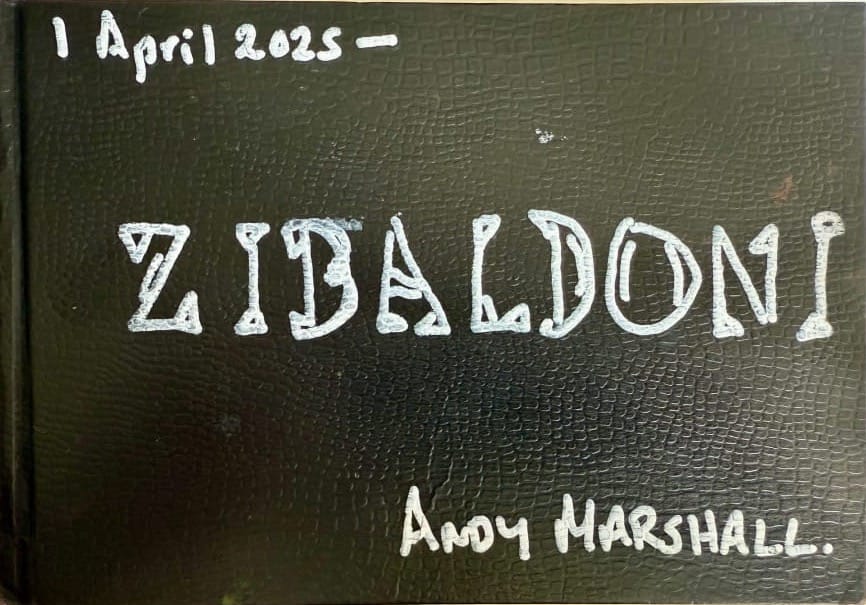 1 April 2025 –
ZIBALDONI
ANDY MARSHALL.